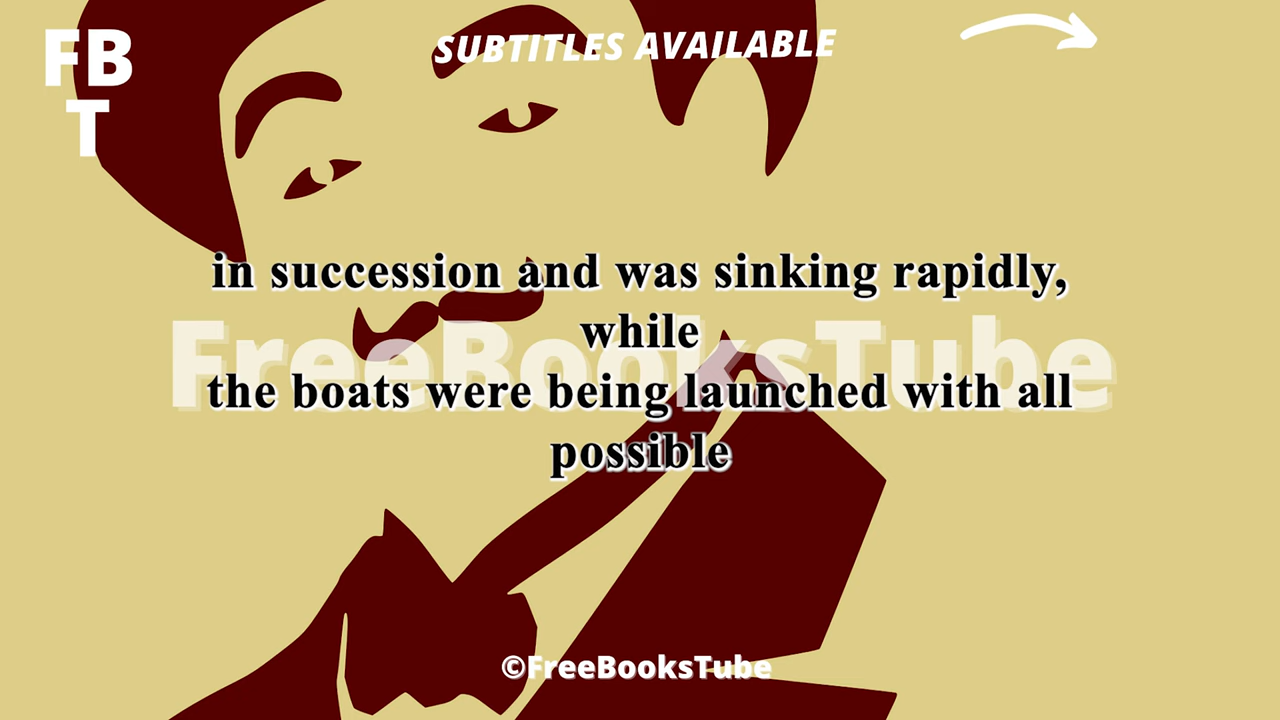 FB
T
SUBTITLES AVAILABLE
in succession and was sinking rapidly,
while
FreeBooksTube
the boats were being launched with all
possible
©FreeBooksTube